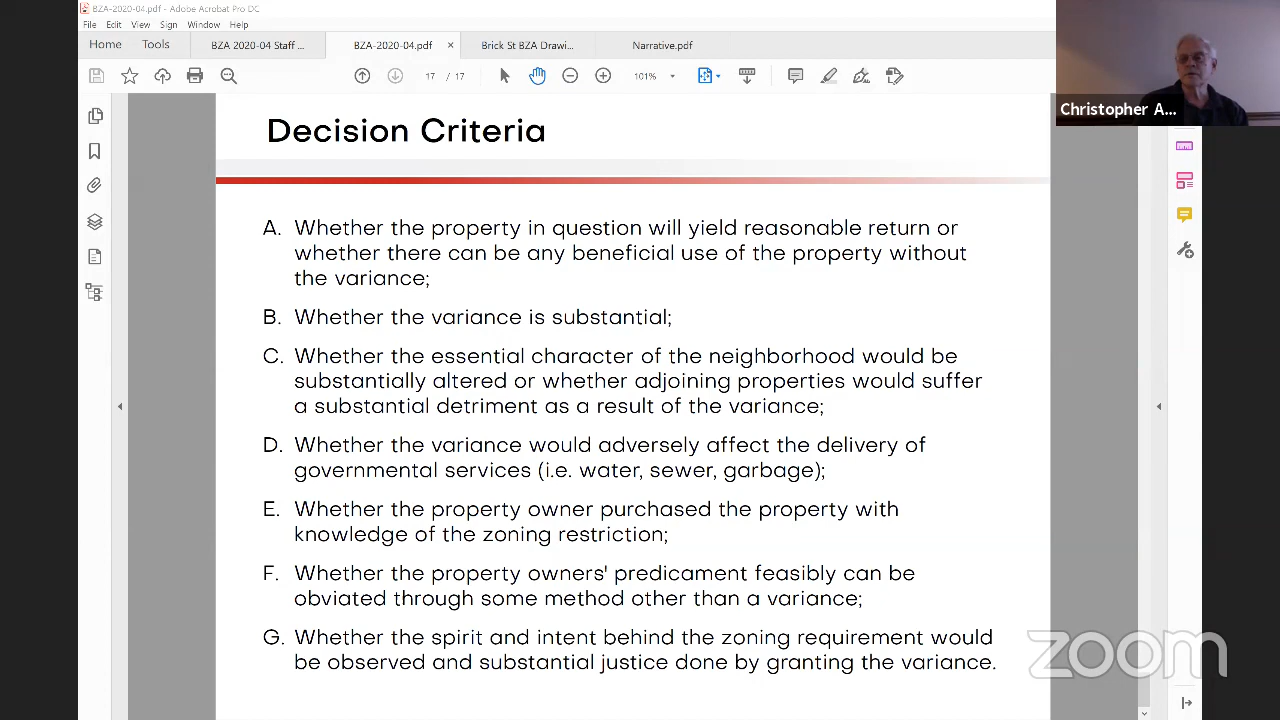 BZA-2020-04.pdf - Adobe Acrobat Pro DC
File Edit View Sign Window Help
Home Tools BZA 2020-04 Staff ... BZA-2020-04.pdf × Brick St BZA Drawi... Narrative.pdf
17 / 17 101%
Christopher A...
Decision Criteria
A. Whether the property in question will yield reasonable return or
whether there can be any beneficial use of the property without
the variance;
B. Whether the variance is substantial;
C. Whether the essential character of the neighborhood would be
substantially altered or whether adjoining properties would suffer
a substantial detriment as a result of the variance;
D. Whether the variance would adversely affect the delivery of
governmental services (i.e. water, sewer, garbage);
E. Whether the property owner purchased the property with
knowledge of the zoning restriction;
F. Whether the property owners' predicament feasibly can be
obviated through some method other than a variance;
G. Whether the spirit and intent behind the zoning requirement would
be observed and substantial justice done by granting the variance.
zoom